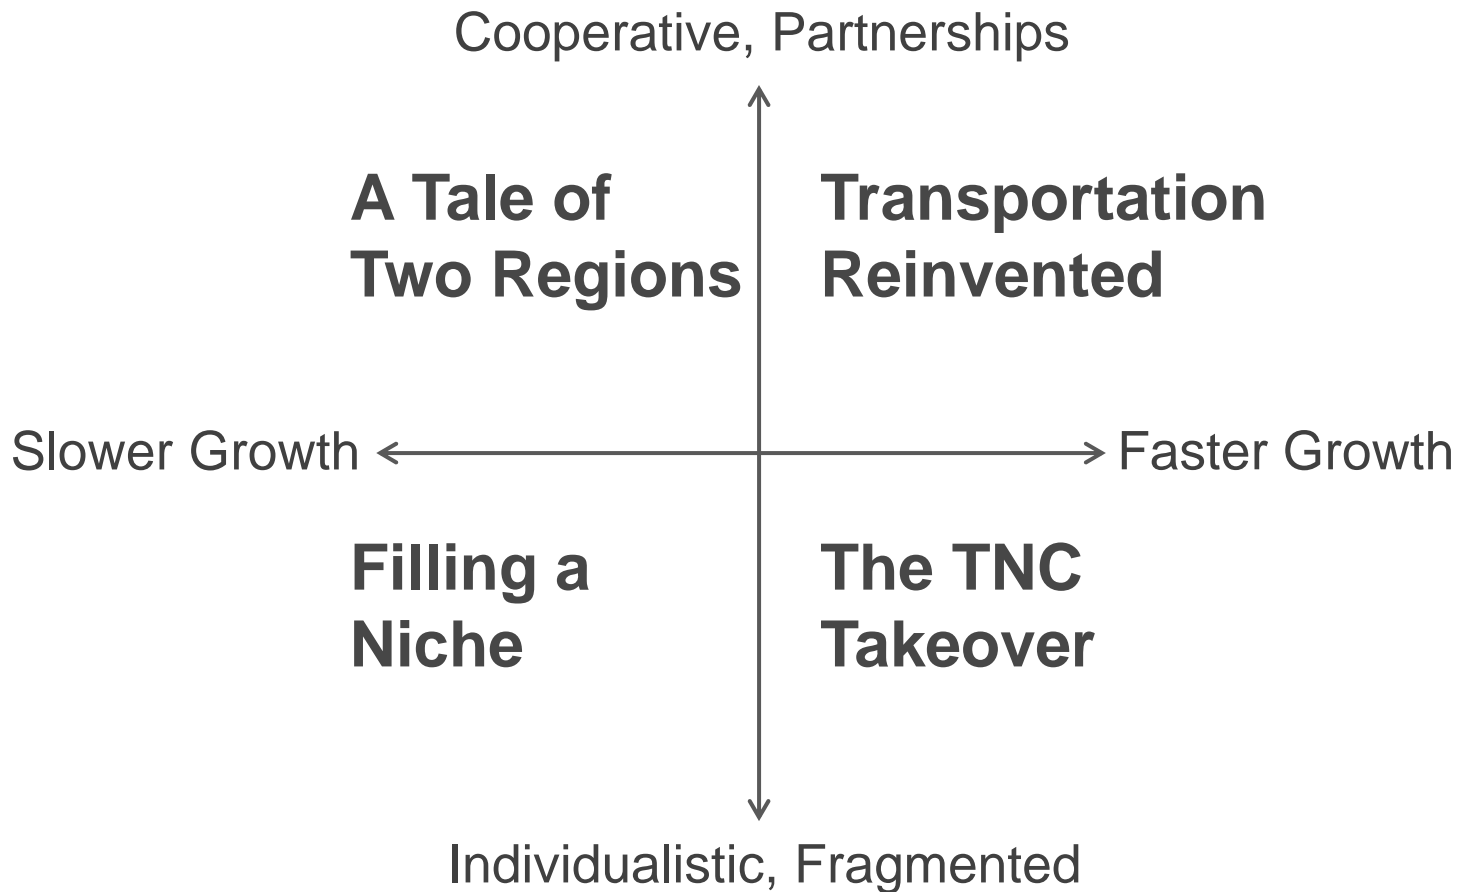 Cooperative, Partnerships
A Tale of
Two Regions
Transportation
Reinvented
Slower Growth
Faster Growth
Filling a
Niche
The TNC
Takeover
Individualistic, Fragmented